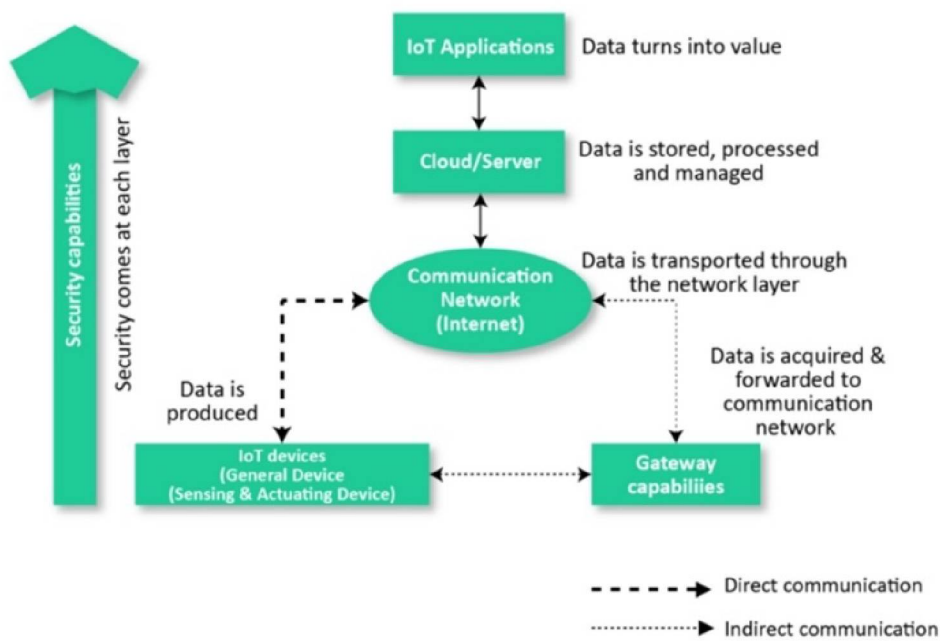 IoT Applications
Data turns into value
Cloud/Server
Data is stored, processed
and managed
Communication
Network
(Internet)
Data is transported through
the network layer
Security capabilities
Security comes at each layer
Data is
produced
Data is acquired &
forwarded to
communication
network
IoT devices
(General Device
(Sensing & Actuating Device)
Gateway
capabiliies
Direct communication
Indirect communication